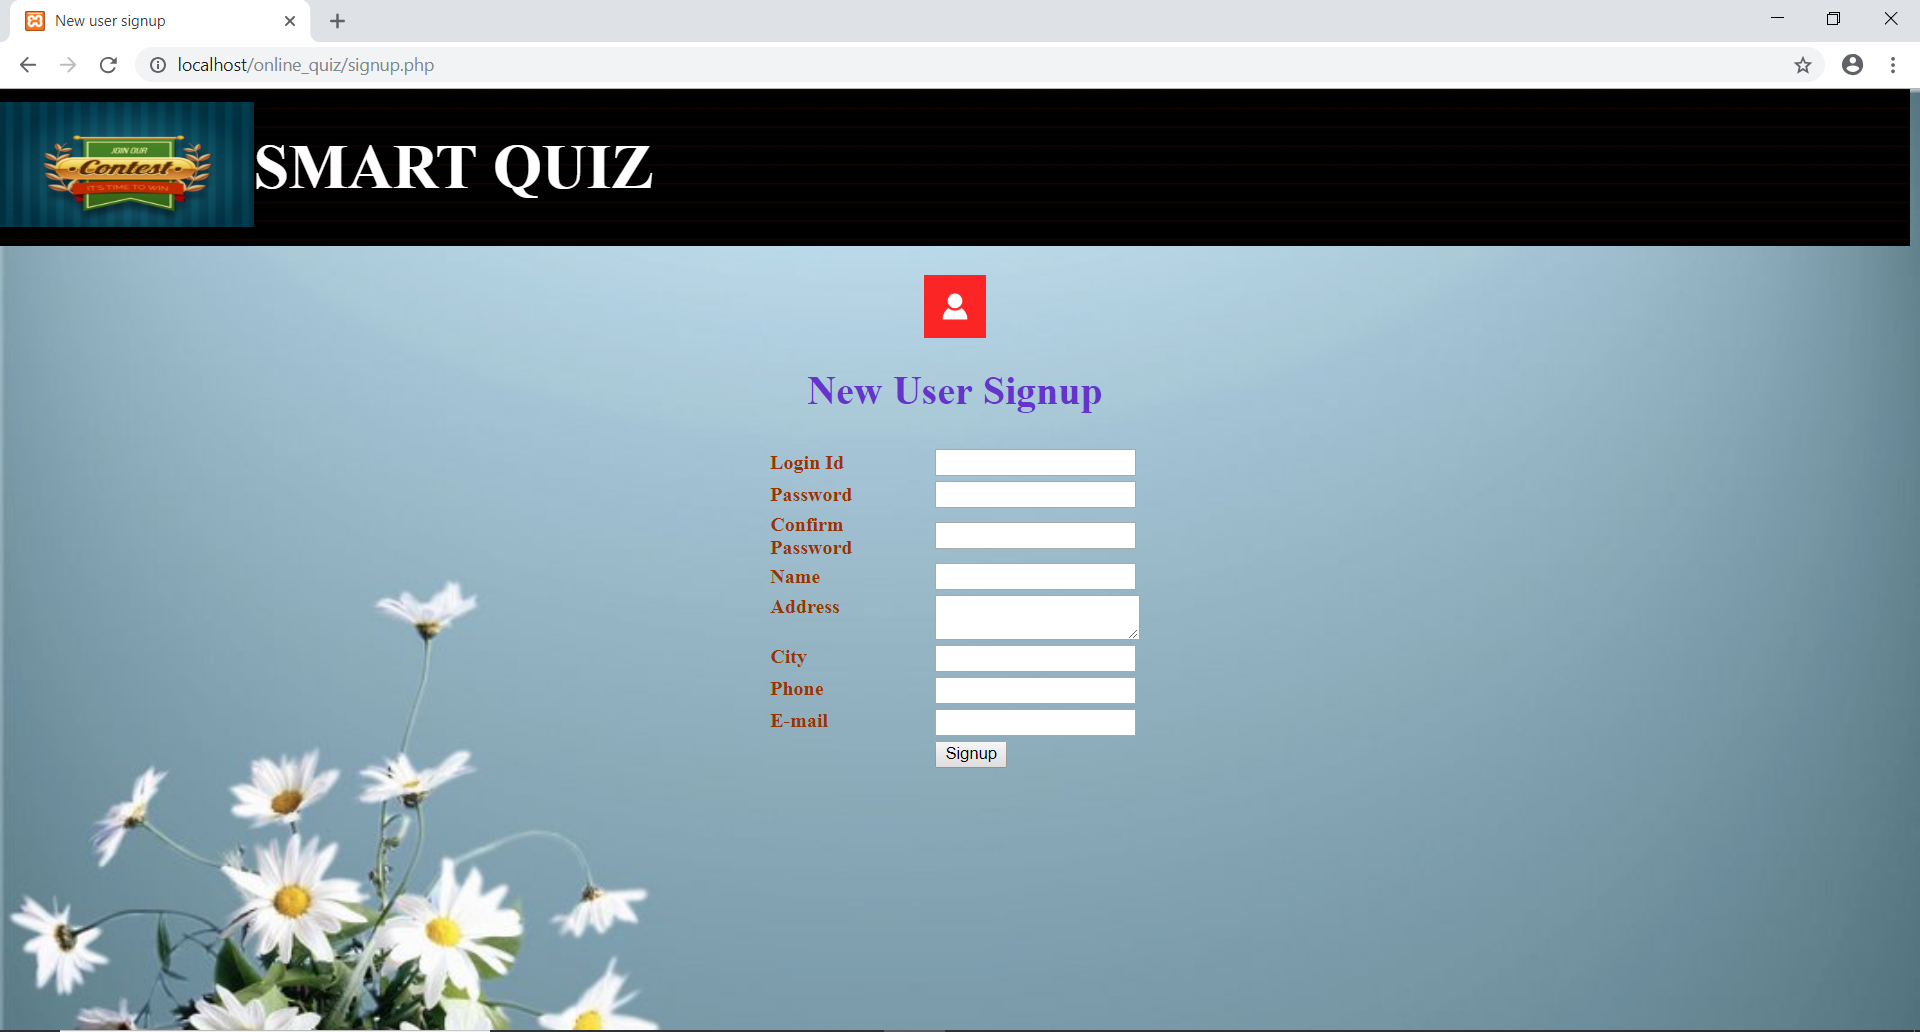 New user signup
localhost/online_quiz/signup.php
JOIN OUR
Contest
IT'S TIME TO WIN
SMART QUIZ
New User Signup
Login Id
Password
Confirm
Password
Name
Address
City
Phone
E-mail
Signup